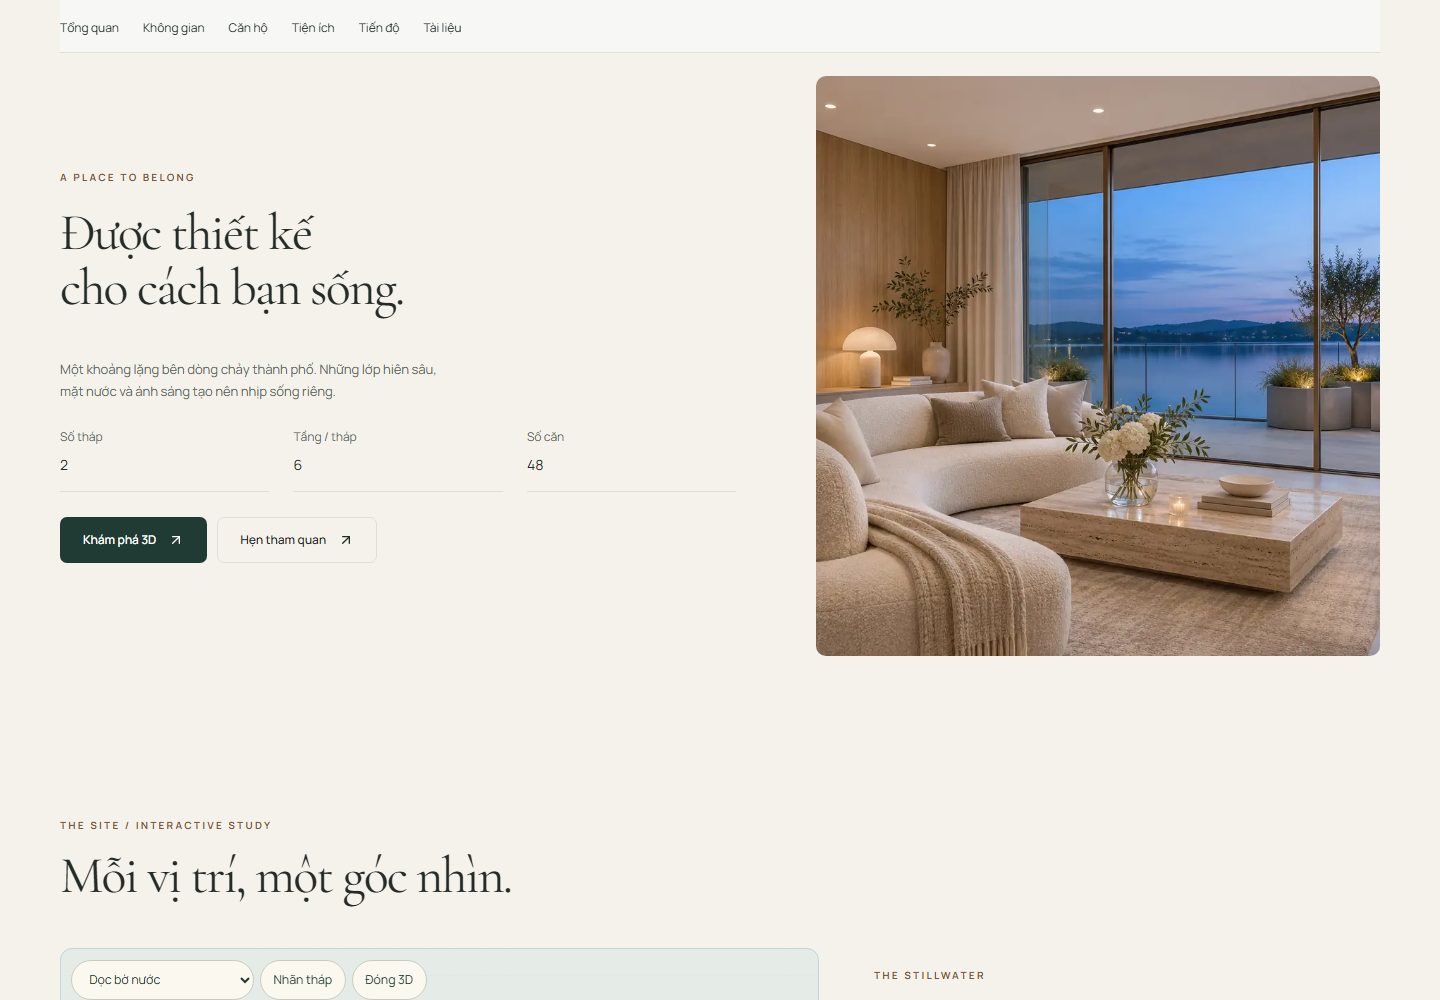 Tổng quan Không gian Căn hộ Tiện ích Tiến độ Tài liệu
A PLACE TO BELONG
Được thiết kế
cho cách bạn sống.
Một khoảng lặng bên dòng chảy thành phố. Những lớp hiên sâu,
mặt nước và ánh sáng tạo nên nhịp sống riêng.
Số tháp Tầng / tháp Số căn
2 6 48
Khám phá 3D Hẹn tham quan
THE SITE / INTERACTIVE STUDY
Mỗi vị trí, một góc nhìn.
Dọc bờ nước Nhãn tháp Đóng 3D
THE STILLWATER